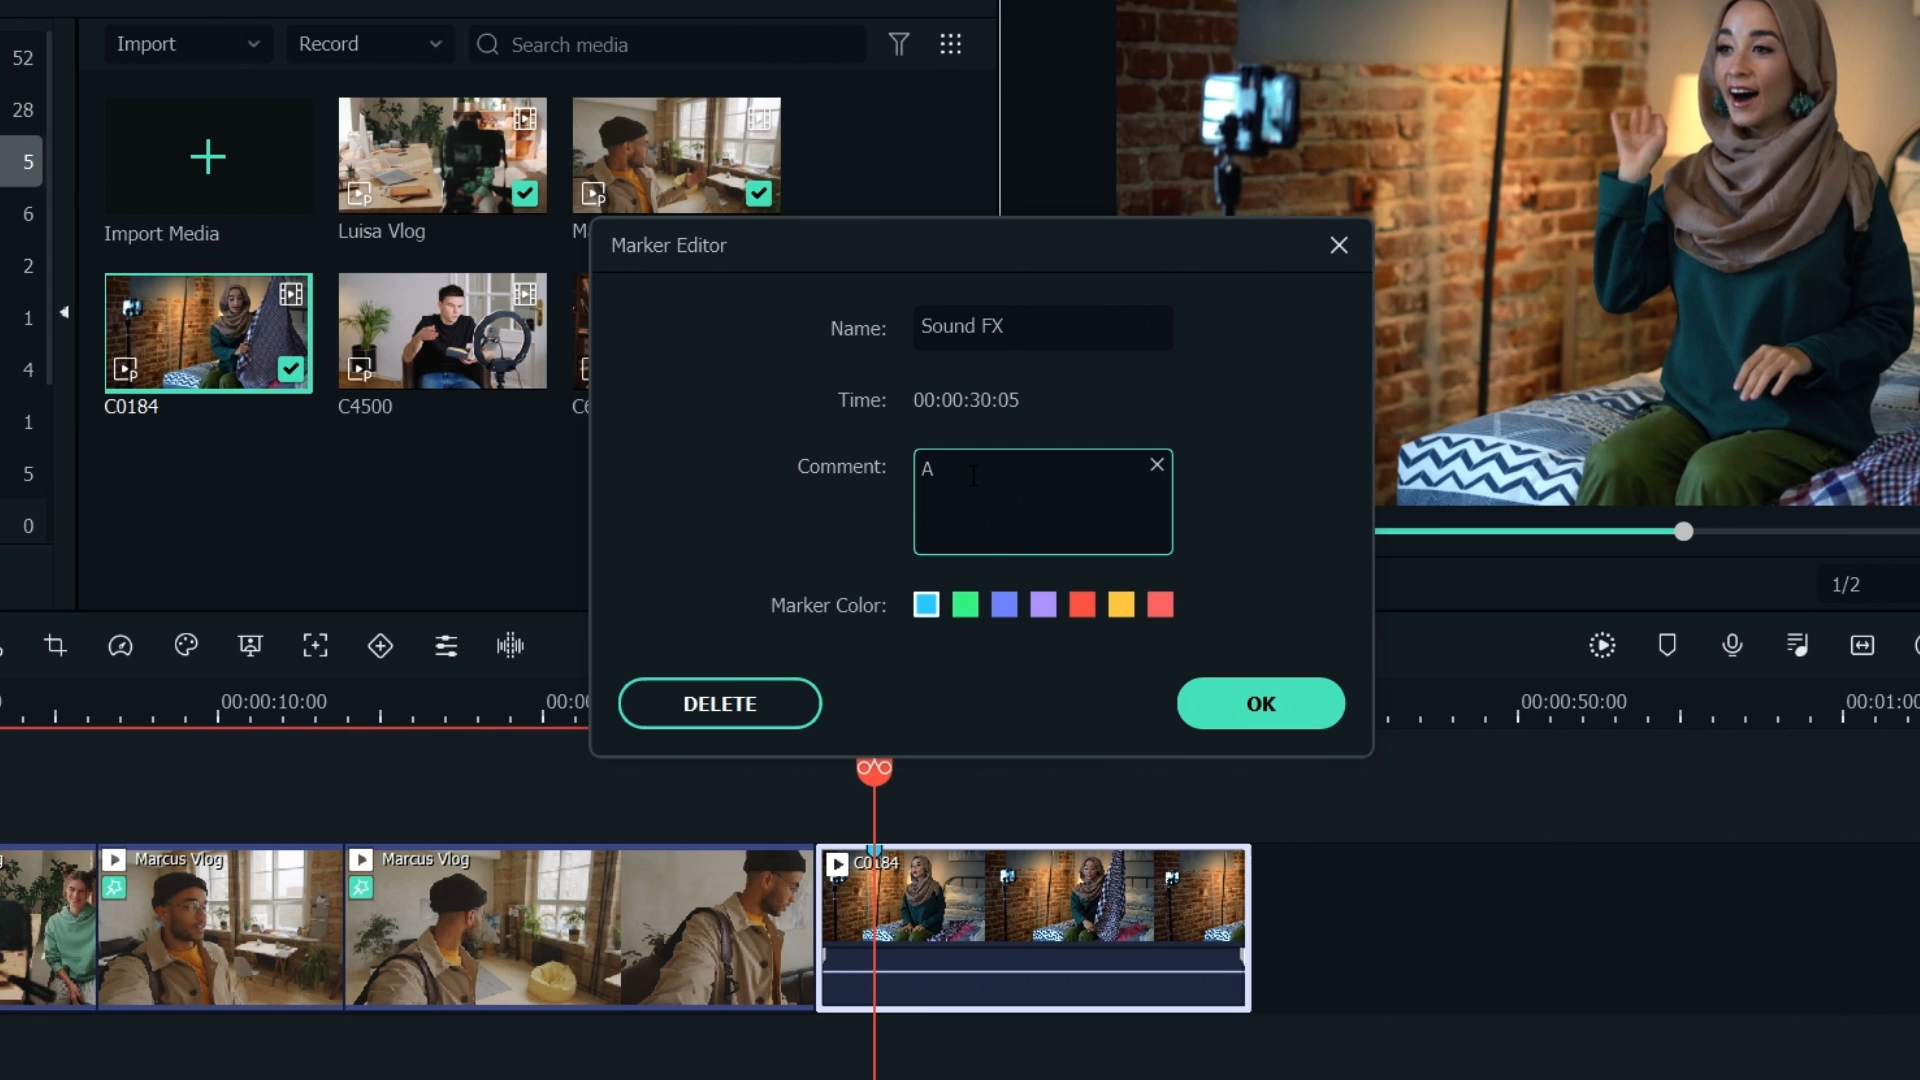 52
28
5
6
2
1
4
1
5
0
Import
Record
Search media
Import Media
Luisa Vlog
C0184
C4500
Marker Editor
Name:
Sound FX
Time:
00:00:30:05
Comment:
A
Marker Color:
DELETE
OK
1/2
00:00:10:00
00:00:50:00
Marcus Vlog
Marcus Vlog
C0184